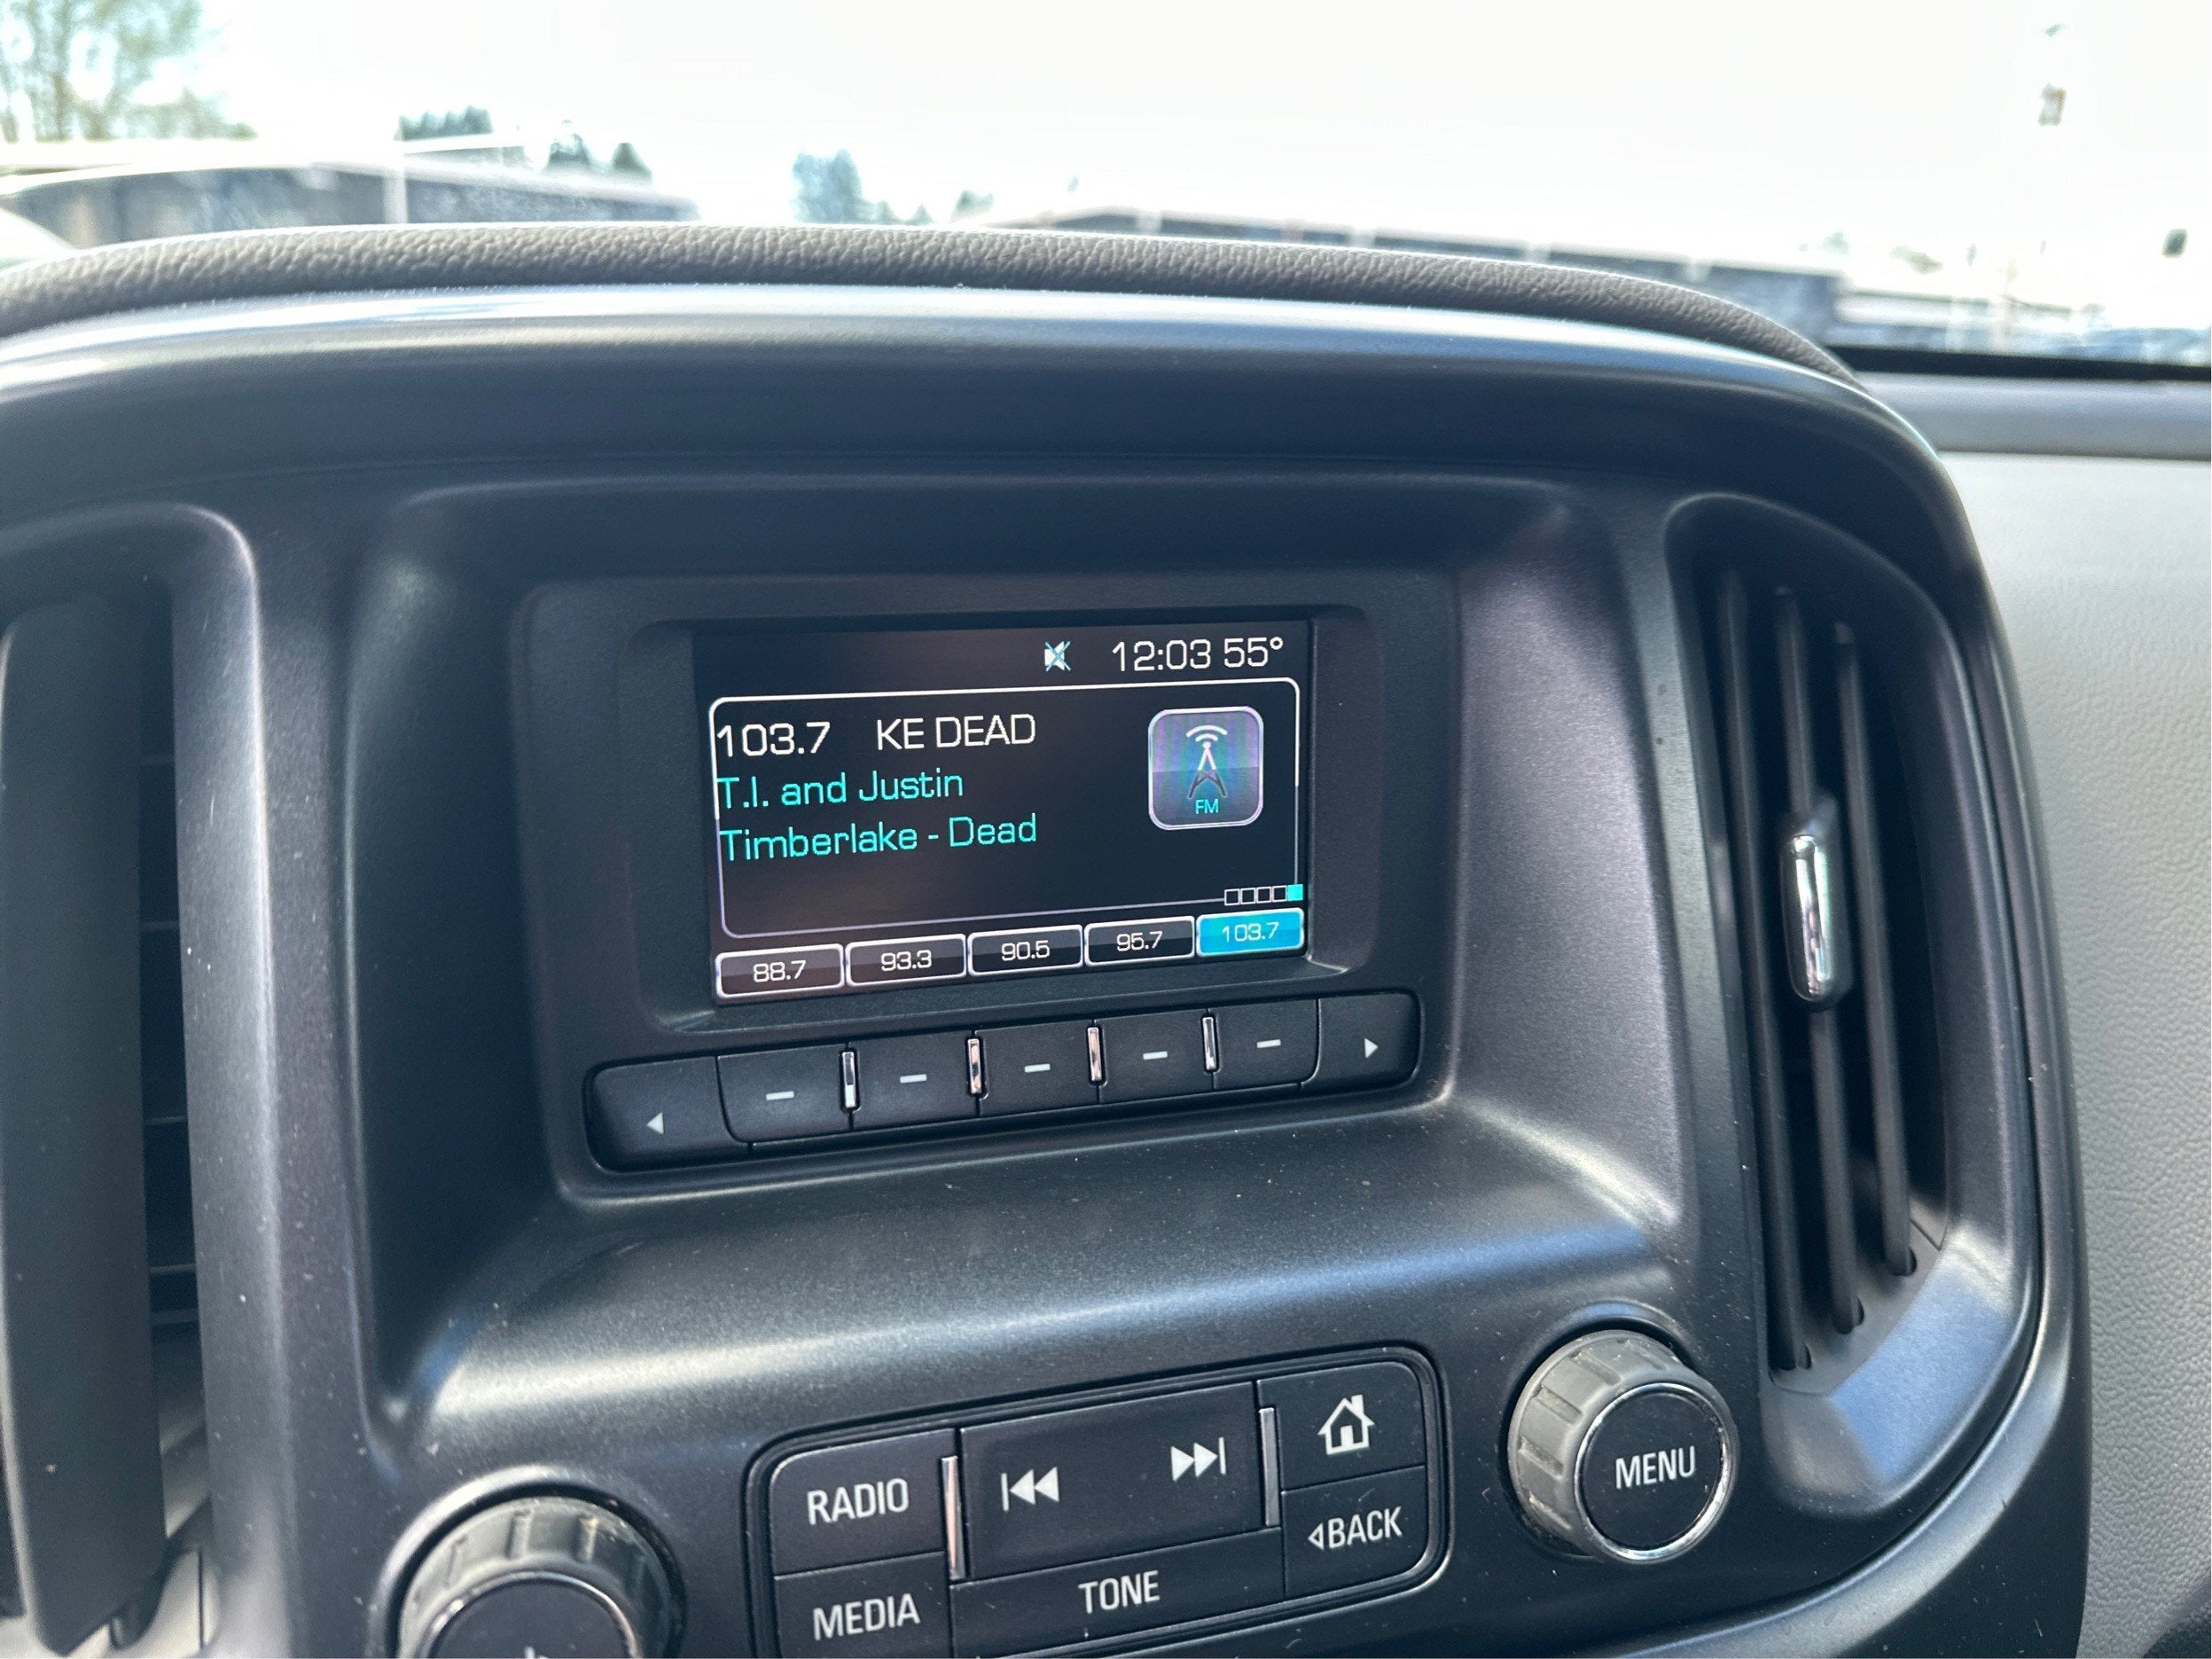 12:03 55°
103.7 KE DEAD
T.I. and Justin
Timberlake - Dead
FM
88.7 93.3 90.5 95.7 103.7
RADIO
MENU
BACK
MEDIA TONE